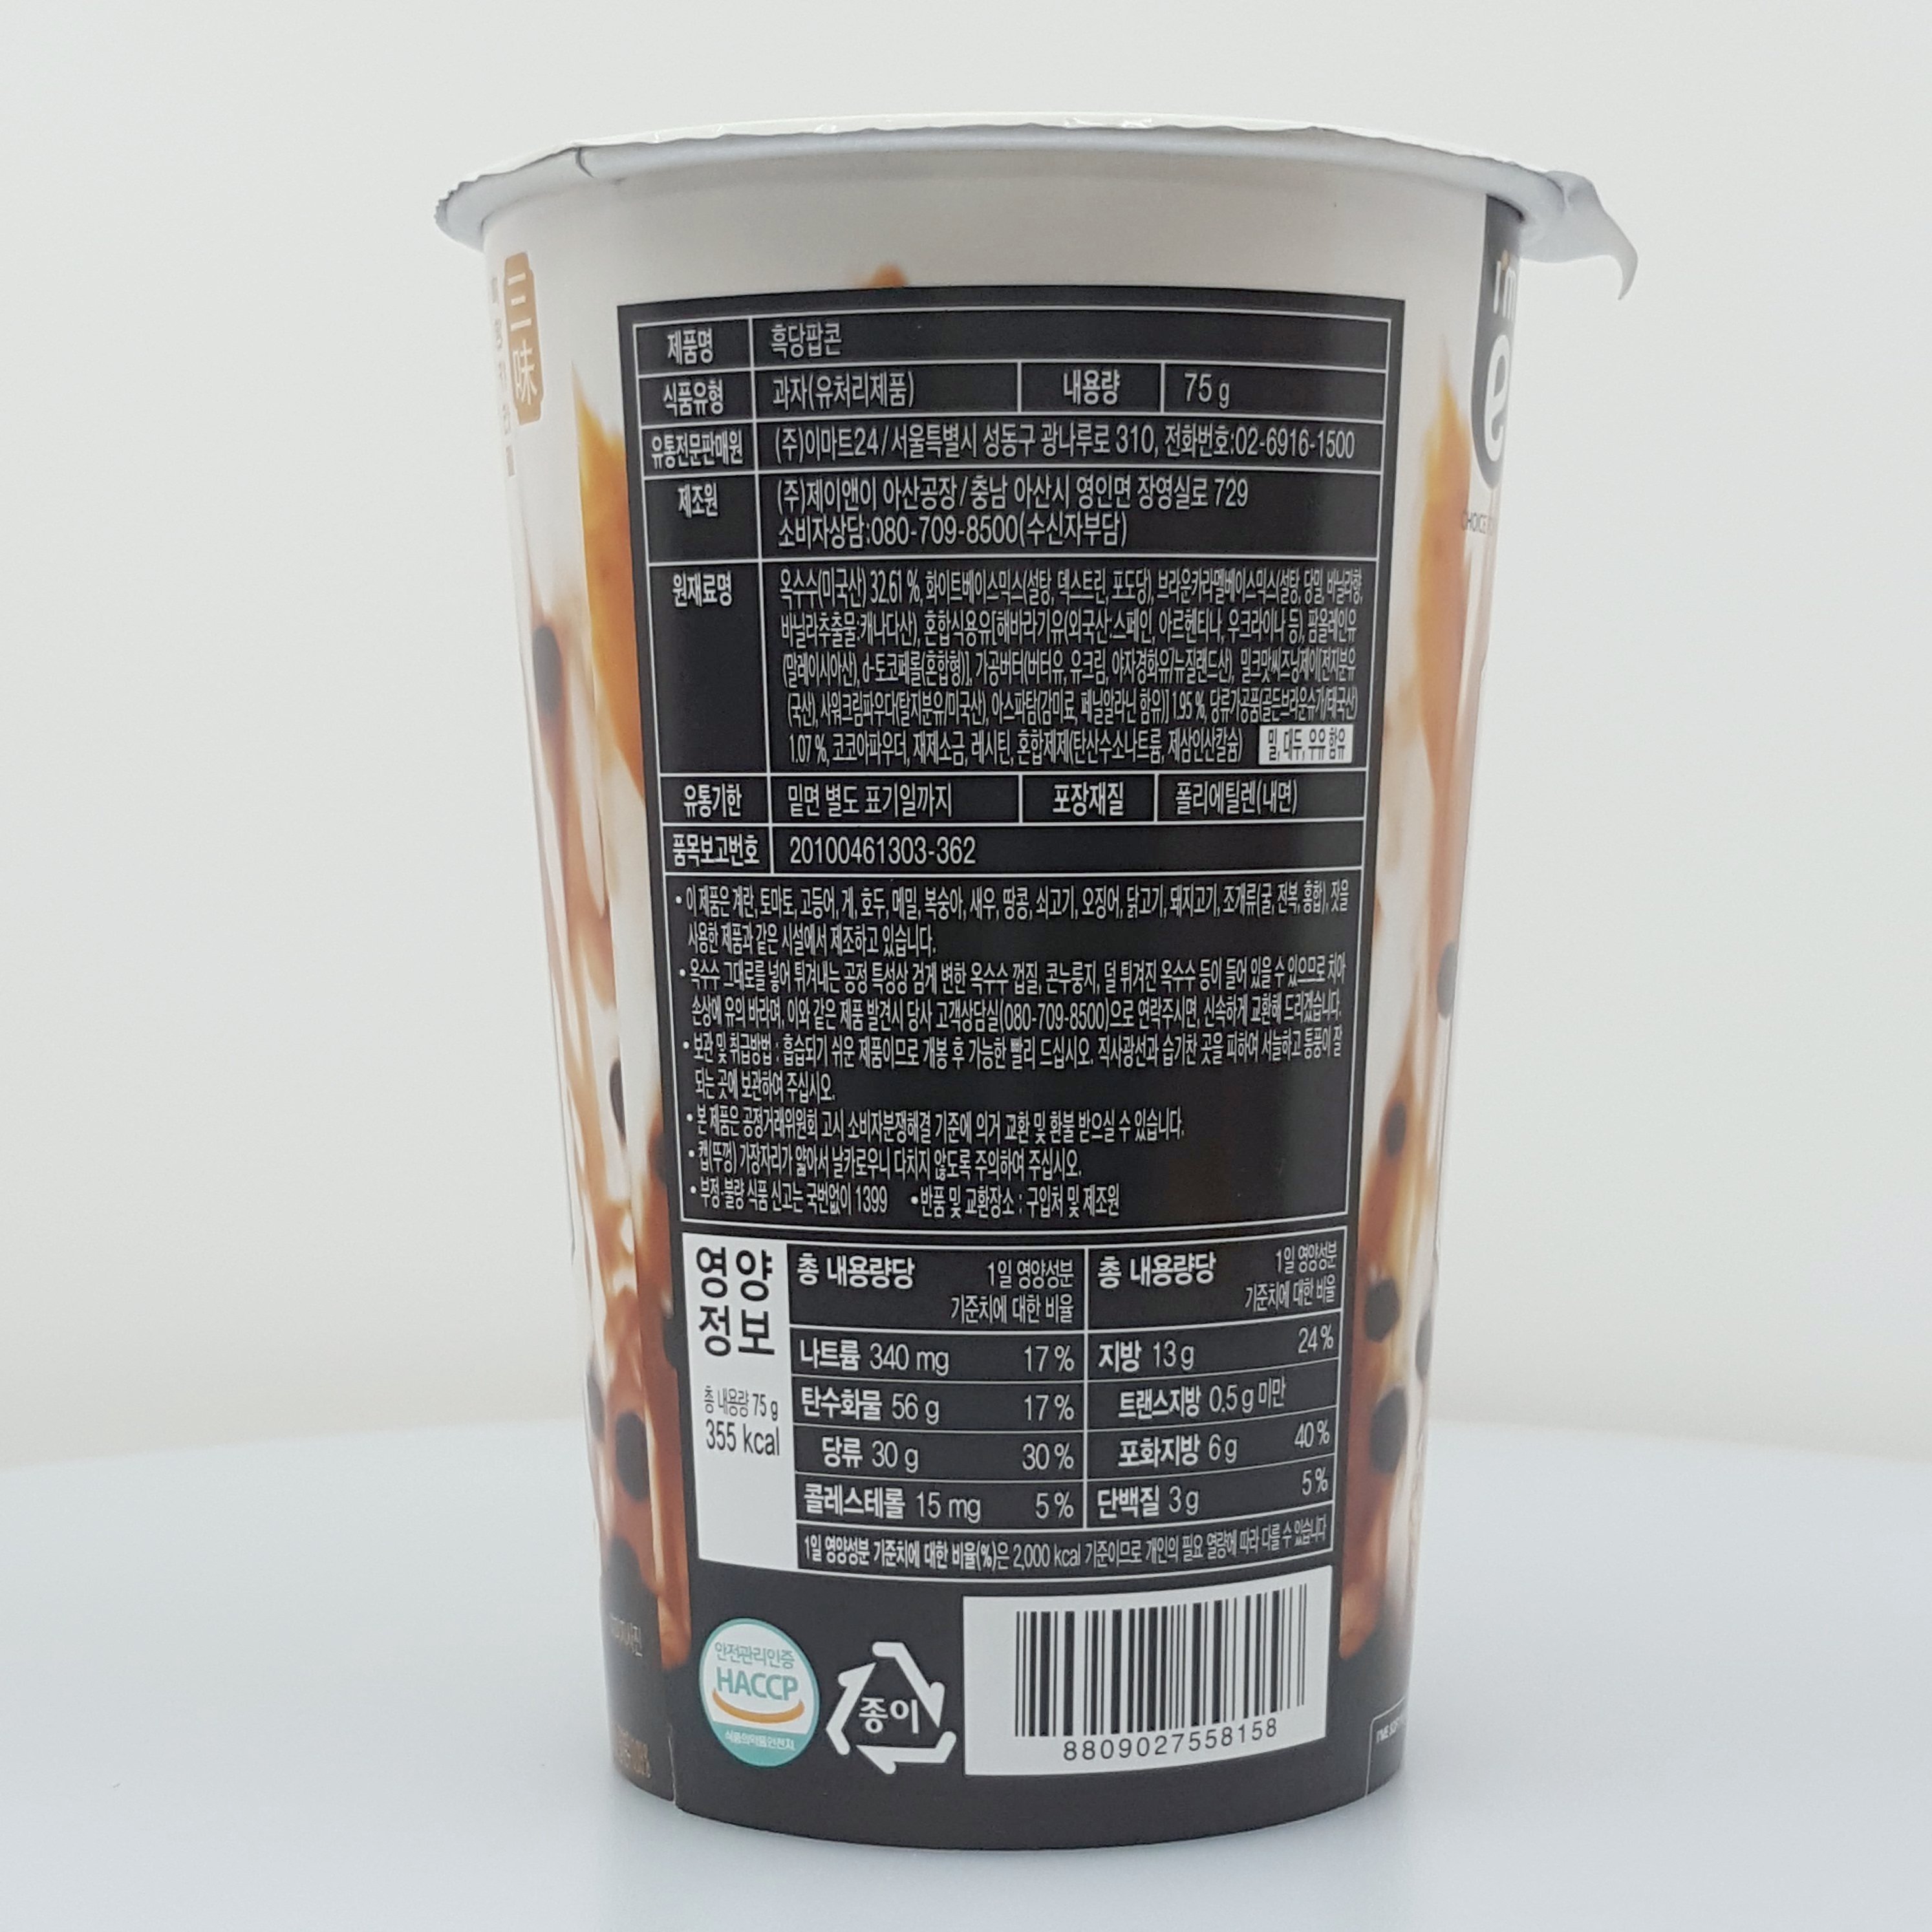 三味
제품명 흑당팝콘
식품유형 과자(유처리제품) 내용량 75 g
유통전문판매원 (주)이마트24/서울특별시 성동구 광나루로 310, 전화번호:02-6916-1500
제조원 (주)제이앤이 아산공장/충남 아산시 영인면 장영실로 729
소비자상담:080-709-8500(수신자부담)
원재료명 옥수수(미국산) 32.61 %, 화이트베이스믹스(설탕, 덱스트린, 포도당), 브라운카라멜베이스믹스(설탕, 당밀, 바닐라향,
바닐라추출물:캐나다산), 혼합식용유[해바라기유(외국산:스페인, 아르헨티나, 우크라이나 등), 팜올레인유
(말레이시아산), d-토코페롤(혼합형)], 가공버터(버터유, 유크림, 야자경화유/뉴질랜드산), 밀크맛씨즈닝제이[전지분유
(국산), 사워크림파우다(탈지분유/미국산), 아스파탐(감미료, 페닐알라닌 함유)] 1.95 %, 당류가공품(골든브라운슈가/태국산)
1.07 %, 코코아파우더, 재제소금, 레시틴, 혼합제제(탄산수소나트륨, 제삼인산칼슘) 밀, 대두, 우유 함유
유통기한 밑면 별도 표기일까지 포장재질 폴리에틸렌(내면)
품목보고번호 20100461303-362
• 이 제품은 계란, 토마토, 고등어, 게, 호두, 메밀, 복숭아, 새우, 땅콩, 쇠고기, 오징어, 닭고기, 돼지고기, 조개류(굴, 전복, 홍합), 잣을
사용한 제품과 같은 시설에서 제조하고 있습니다.
• 옥수수 그대로를 넣어 튀겨내는 공정 특성상 검게 변한 옥수수 껍질, 콘누룽지, 덜 튀겨진 옥수수 등이 들어 있을 수 있으므로 치아
손상에 유의 바라며, 이와 같은 제품 발견시 당사 고객상담실(080-709-8500)으로 연락주시면, 신속하게 교환해 드리겠습니다.
• 보관 및 취급방법 : 흡습되기 쉬운 제품이므로 개봉 후 가능한 빨리 드십시오. 직사광선과 습기찬 곳을 피하여 서늘하고 통풍이 잘
되는 곳에 보관하여 주십시오.
• 본 제품은 공정거래위원회 고시 소비자분쟁해결 기준에 의거 교환 및 환불 받으실 수 있습니다.
• 캡(뚜껑) 가장자리가 얇아서 날카로우니 다치지 않도록 주의하여 주십시오.
• 부정·불량 식품 신고는 국번없이 1399 • 반품 및 교환장소 : 구입처 및 제조원
영양
정보
총 내용량 75 g
355 kcal
총 내용량당 1일 영양성분
기준치에 대한 비율
나트륨 340 mg 17 %
탄수화물 56 g 17 %
당류 30 g 30 %
콜레스테롤 15 mg 5 %
총 내용량당 1일 영양성분
기준치에 대한 비율
지방 13 g 24 %
트랜스지방 0.5 g 미만
포화지방 6 g 40 %
단백질 3 g 5 %
1일 영양성분 기준치에 대한 비율(%)은 2,000 kcal 기준이므로 개인의 필요 열량에 따라 다를 수 있습니다
안전관리인증
HACCP
식품의약품안전처
종이
8809027558158